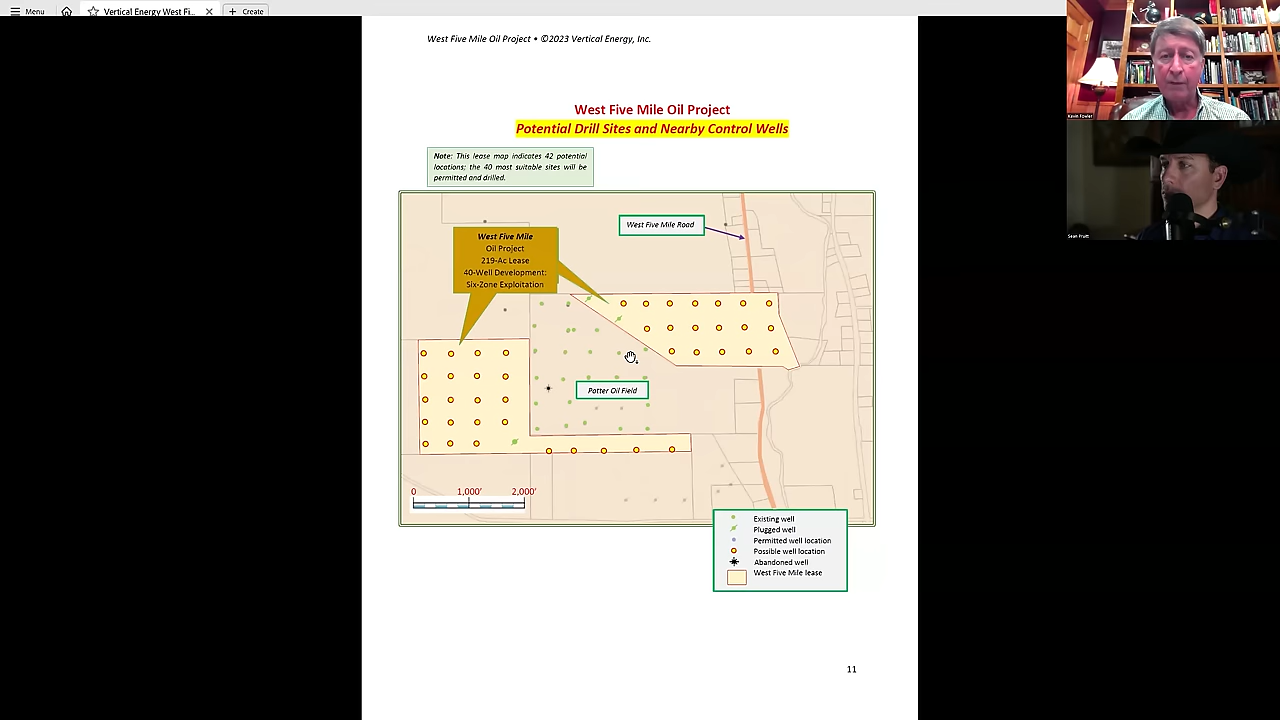 Menu
Vertical Energy West Fi...
Create
West Five Mile Oil Project • ©2023 Vertical Energy, Inc.
West Five Mile Oil Project
Potential Drill Sites and Nearby Control Wells
Note: This lease map indicates 42 potential
locations; the 40 most suitable sites will be
permitted and drilled.
West Five Mile Road
West Five Mile
Oil Project
219-Ac Lease
40-Well Development:
Six-Zone Exploitation
Potter Oil Field
0 1,000’ 2,000’
Existing well
Plugged well
Permitted well location
Possible well location
Abandoned well
West Five Mile lease
11
Kevin Fowler
Sean Pruitt